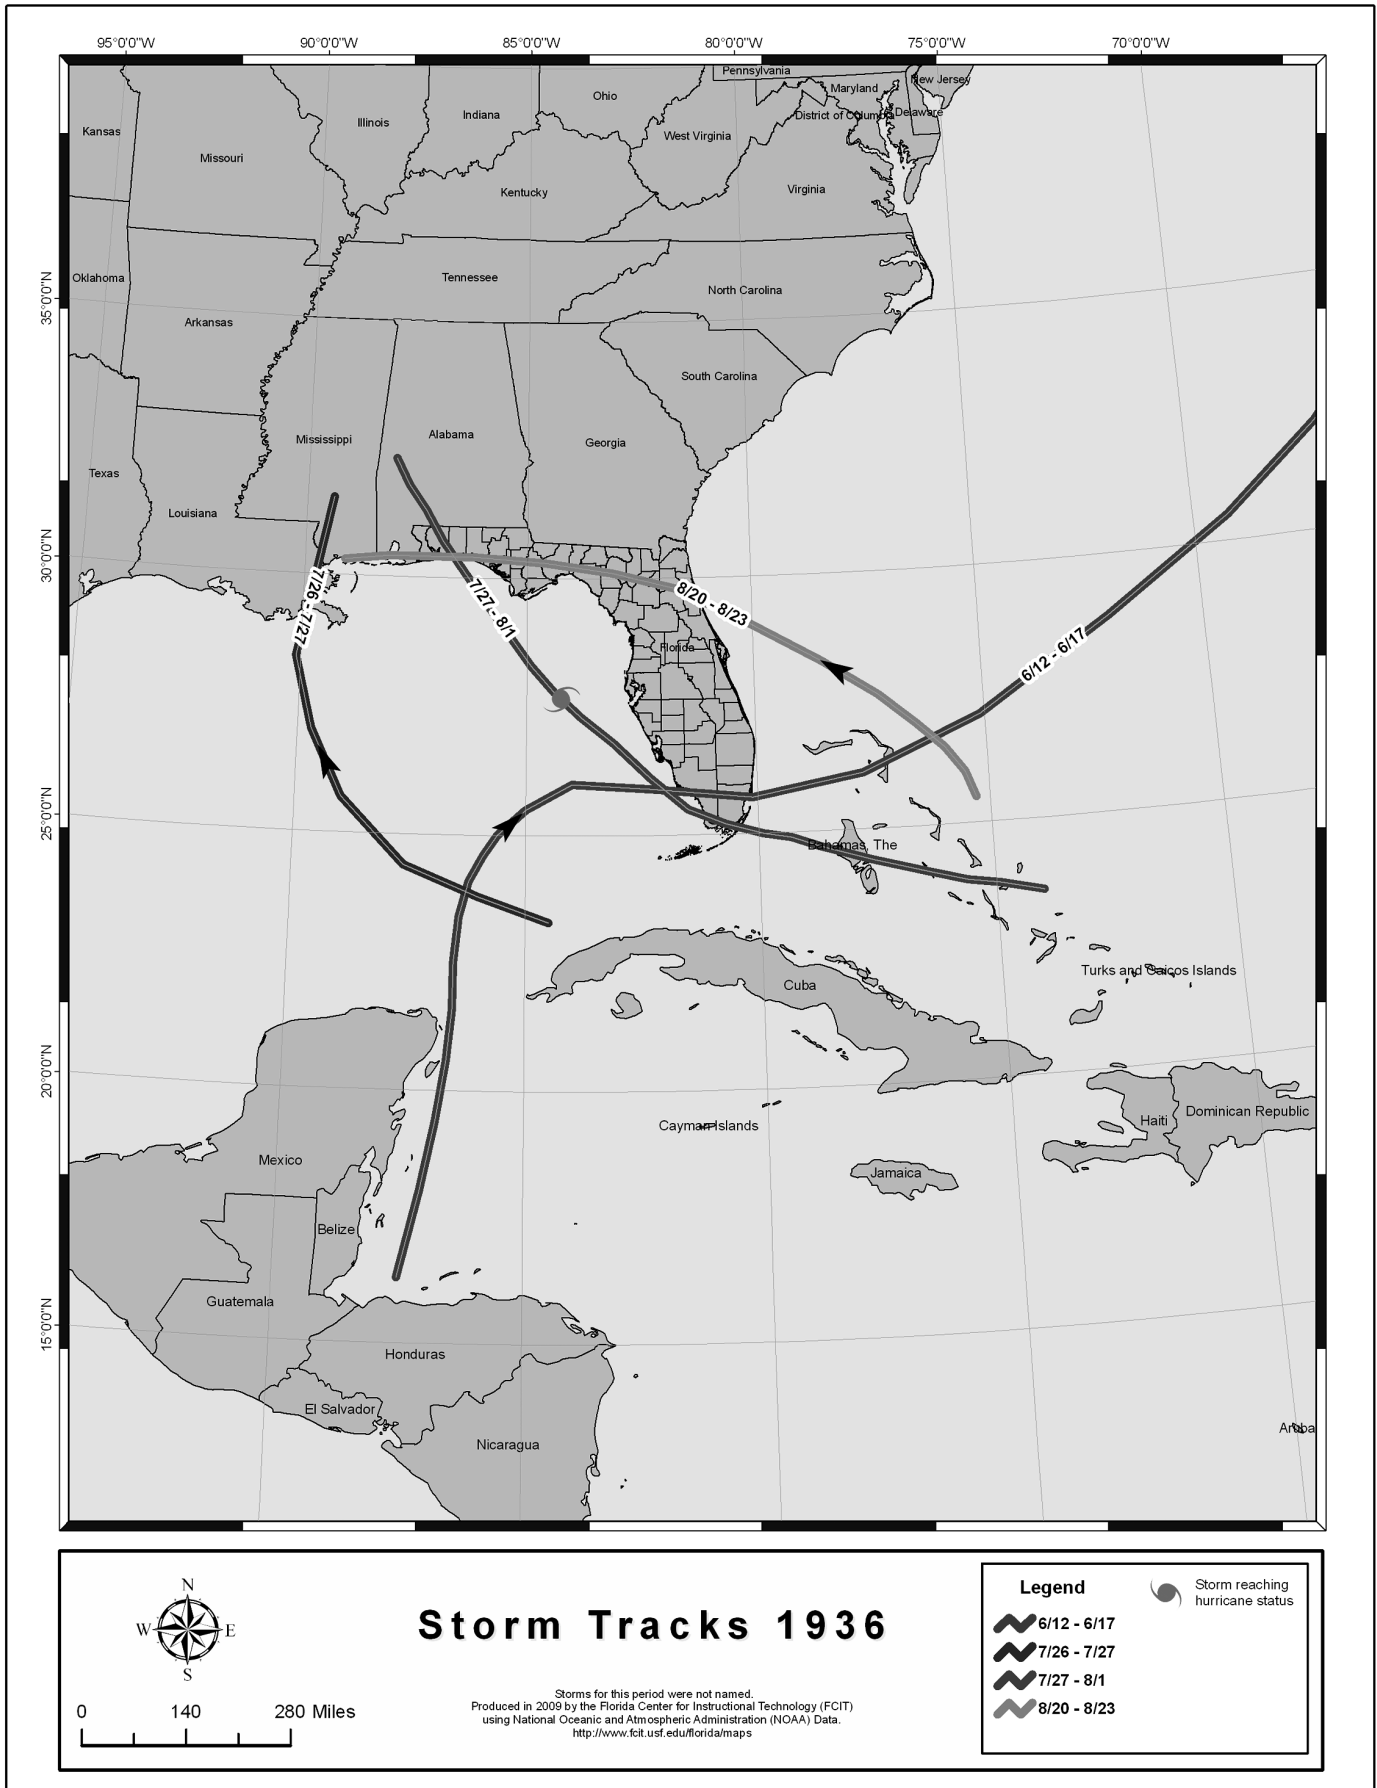 95°0'0"W
90°0'0"W
85°0'0"W
80°0'0"W
75°0'0"W
70°0'0"W
Pennsylvania
New Jersey
Ohio
Maryland
Indiana
Delaware
District of Columbia
Illinois
Kansas
West Virginia
Missouri
Kentucky
Virginia
Oklahoma
Tennessee
North Carolina
35°0'0"N
Arkansas
South Carolina
Mississippi
Alabama
Georgia
Texas
Louisiana
30°0'0"N
7/26 - 7/27
7/27 - 8/1
8/20 - 8/23
6/12 - 6/17
Florida
25°0'0"N
Bahamas, The
Turks and Caicos Islands
Cuba
20°0'0"N
Cayman Islands
Haiti
Dominican Republic
Mexico
Jamaica
Belize
Guatemala
15°0'0"N
Honduras
El Salvador
Nicaragua
Aruba
N
W
E
S
0
140
280 Miles
Storm Tracks 1936
Storms for this period were not named.
Produced in 2009 by the Florida Center for Instructional Technology (FCIT)
using National Oceanic and Atmospheric Administration (NOAA) Data.
http://www.fcit.usf.edu/florida/maps
Legend
6/12 - 6/17
7/26 - 7/27
7/27 - 8/1
8/20 - 8/23
Storm reaching
hurricane status